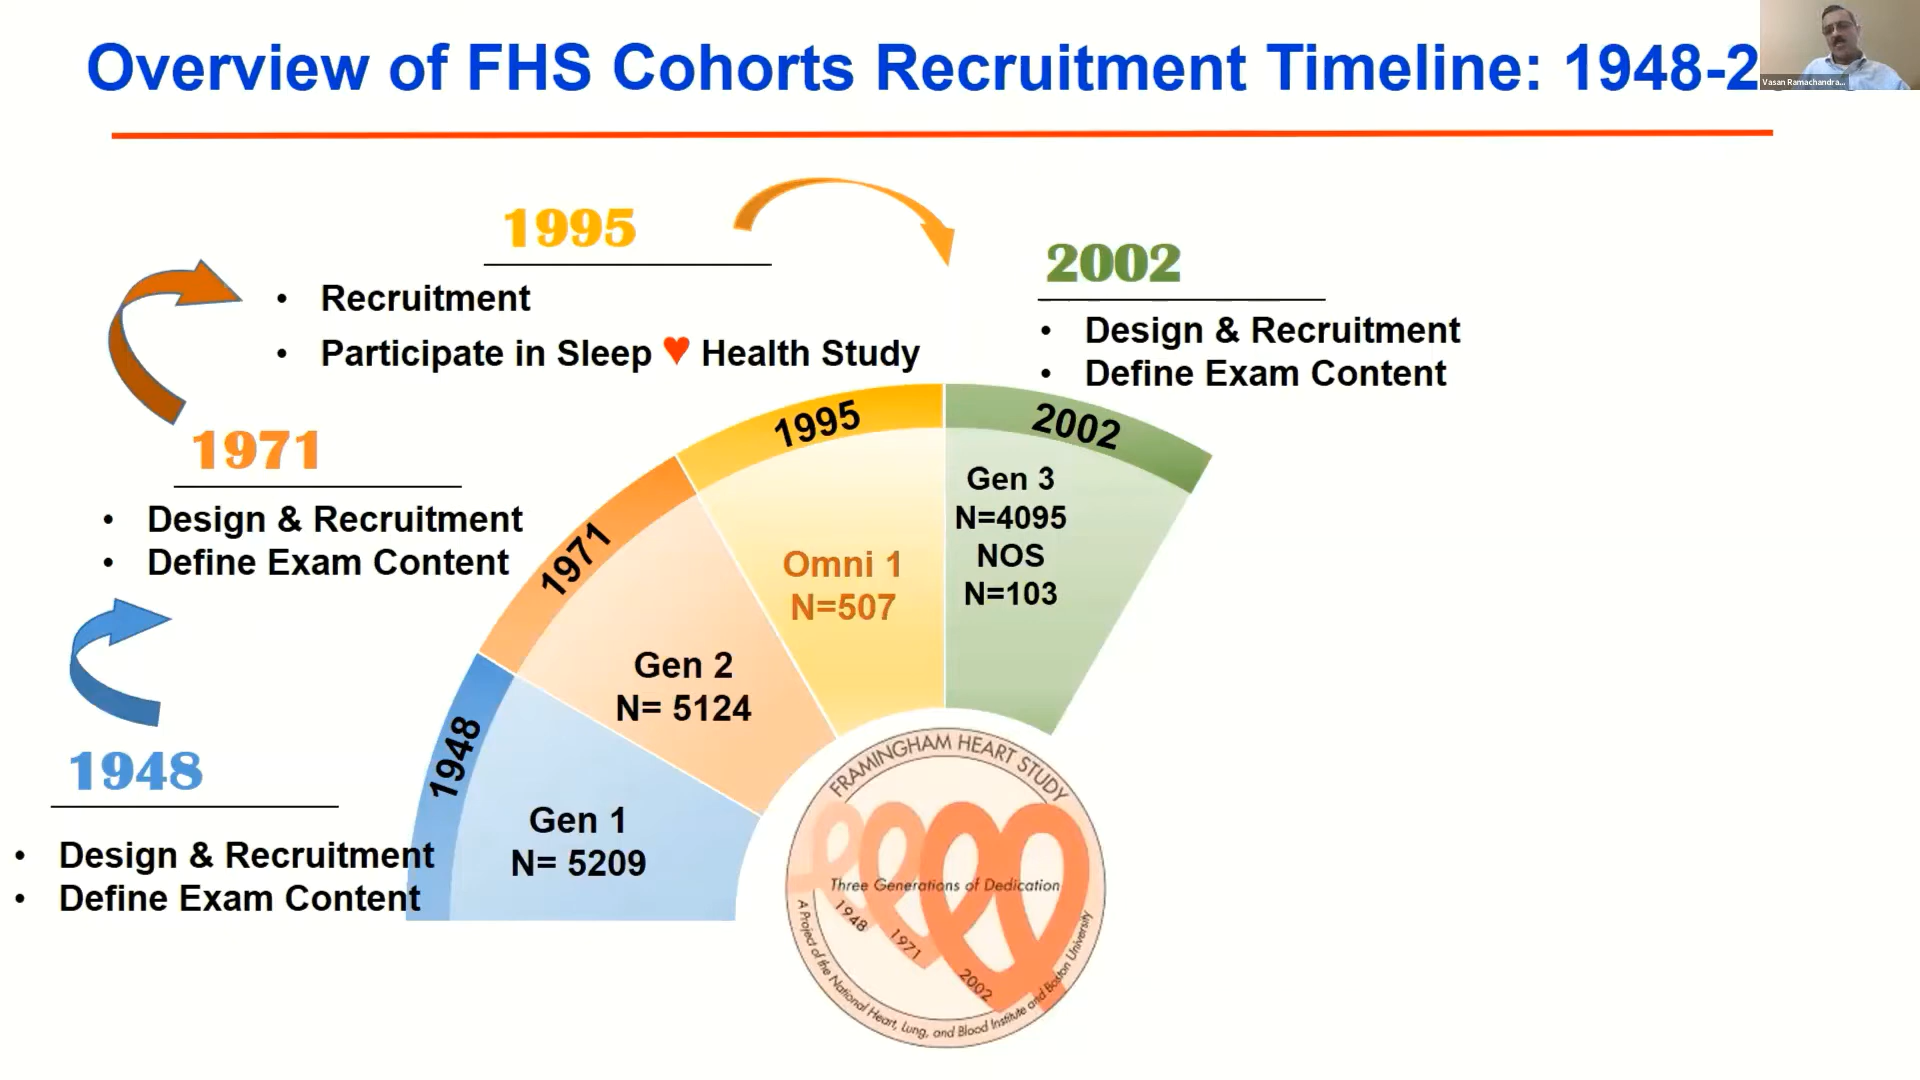 Overview of FHS Cohorts Recruitment Timeline: 1948-2
Vasan Ramachandra...
1995
• Recruitment
• Participate in Sleep ♥ Health Study
2002
• Design & Recruitment
• Define Exam Content
1971
• Design & Recruitment
• Define Exam Content
1948
• Design & Recruitment
• Define Exam Content
1948
Gen 1
N= 5209
1971
Gen 2
N= 5124
1995
Omni 1
N=507
2002
Gen 3
N=4095
NOS
N=103
FRAMINGHAM HEART STUDY
Three Generations of Dedication
1948
1971
2002
A Project of the National Heart, Lung, and Blood Institute and Boston University